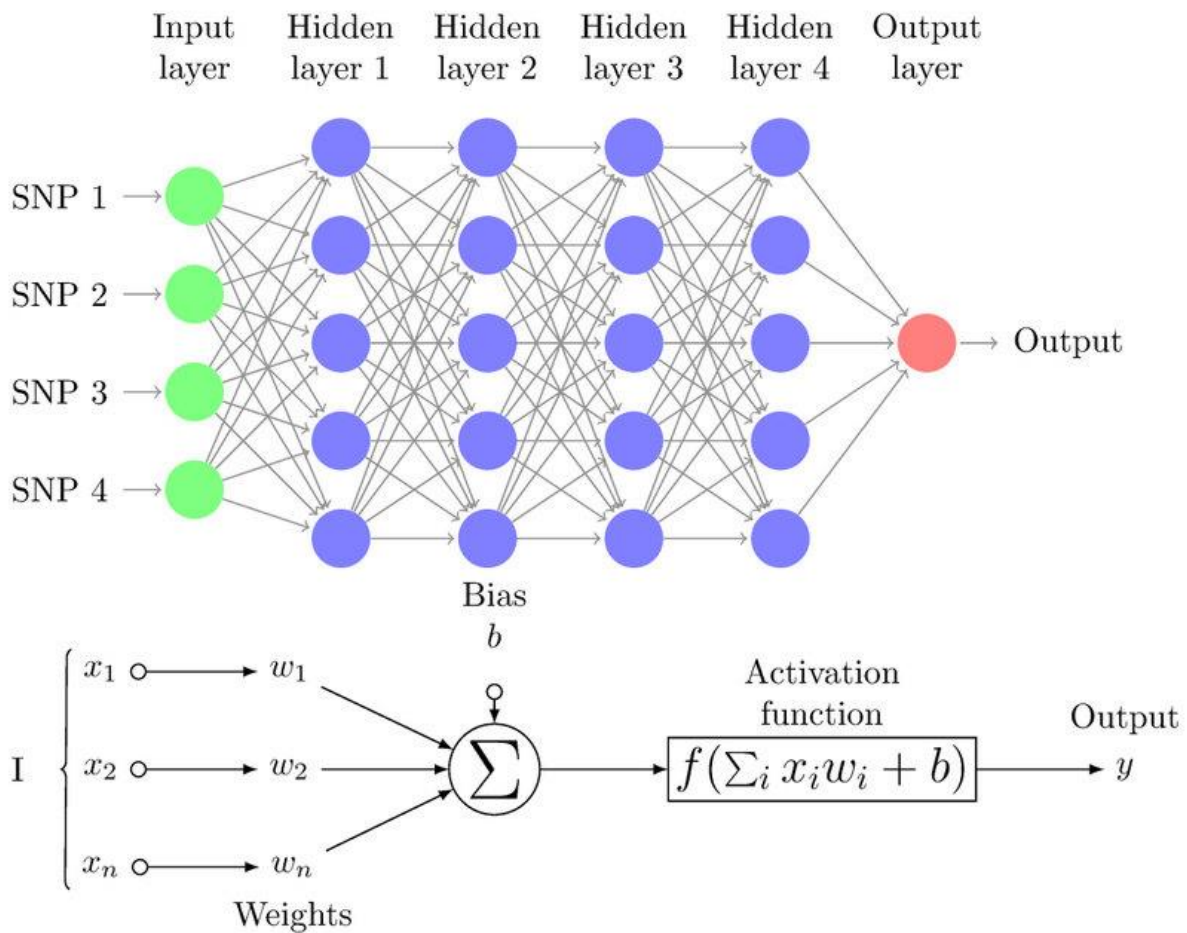 Input layer
Hidden layer 1
Hidden layer 2
Hidden layer 3
Hidden layer 4
Output layer
SNP 1
SNP 2
SNP 3
SNP 4
Output
Bias
b
I
x₁ w₁
x₂ w₂
xₙ wₙ
Weights
∑
Activation
function
f(∑ᵢ xᵢwᵢ + b)
Output
y